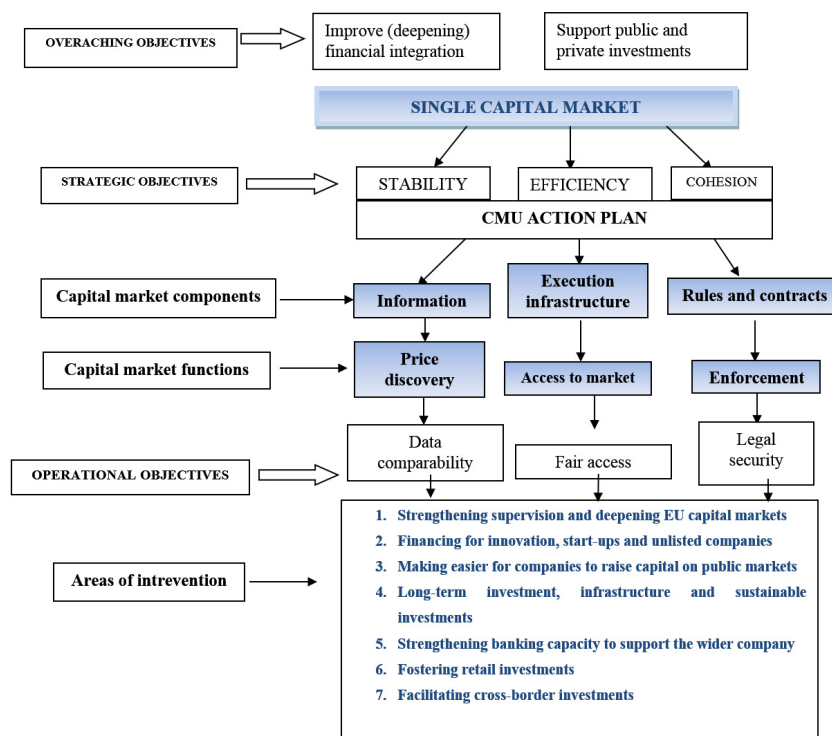 OVERACHING OBJECTIVES
Improve (deepening)
financial integration
Support public and
private investments
SINGLE CAPITAL MARKET
STRATEGIC OBJECTIVES
STABILITY
EFFICIENCY
COHESION
CMU ACTION PLAN
Capital market components
Information
Execution
infrastructure
Rules and contracts
Capital market functions
Price
discovery
Access to market
Enforcement
OPERATIONAL OBJECTIVES
Data
comparability
Fair access
Legal
security
Areas of intrevention
1. Strengthening supervision and deepening EU capital markets
2. Financing for innovation, start-ups and unlisted companies
3. Making easier for companies to raise capital on public markets
4. Long-term investment, infrastructure and sustainable
investments
5. Strengthening banking capacity to support the wider company
6. Fostering retail investments
7. Facilitating cross-border investments